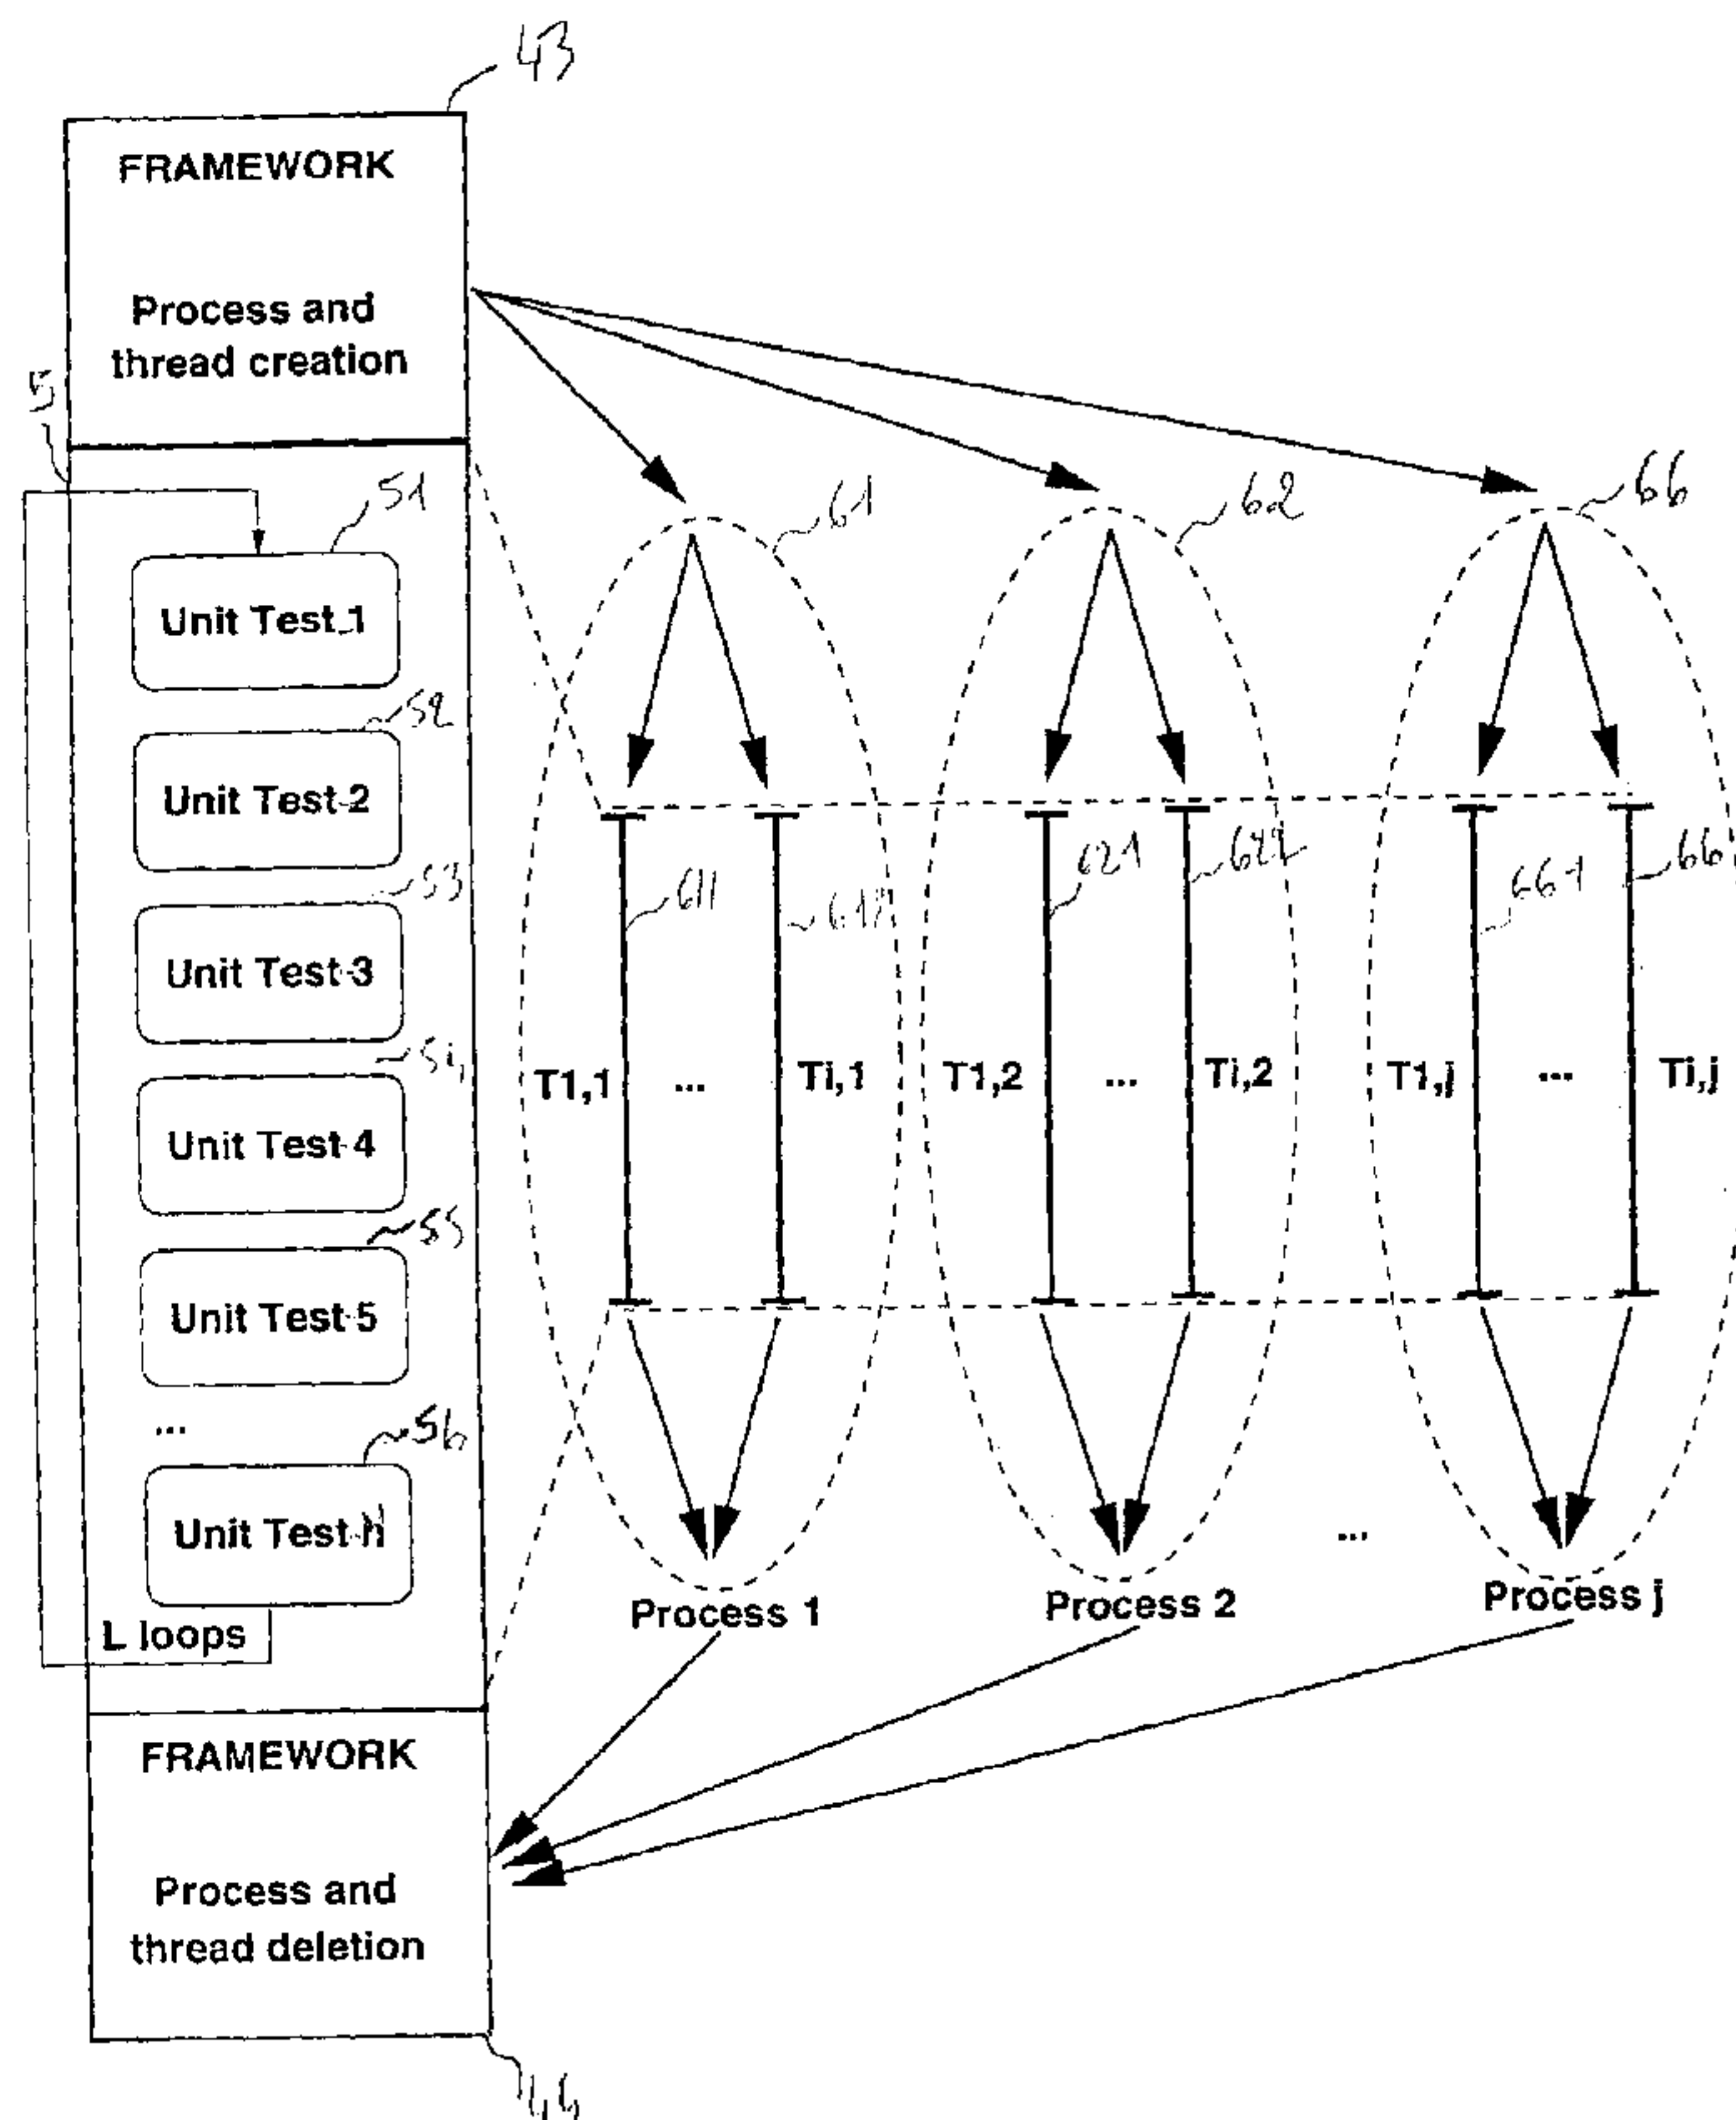 43
FRAMEWORK
Process and
thread creation
5
51
61
62
66
Unit Test 1
52
Unit Test 2
611
621
622
661
53
Unit Test 3
T1,1 ... Ti,1 T1,2 ... Ti,2 T1,j ... Ti,j
Unit Test 4
55
Unit Test 5
...
56
Unit Test n
...
Process 1 Process 2 Process j
L loops
FRAMEWORK
Process and
thread deletion